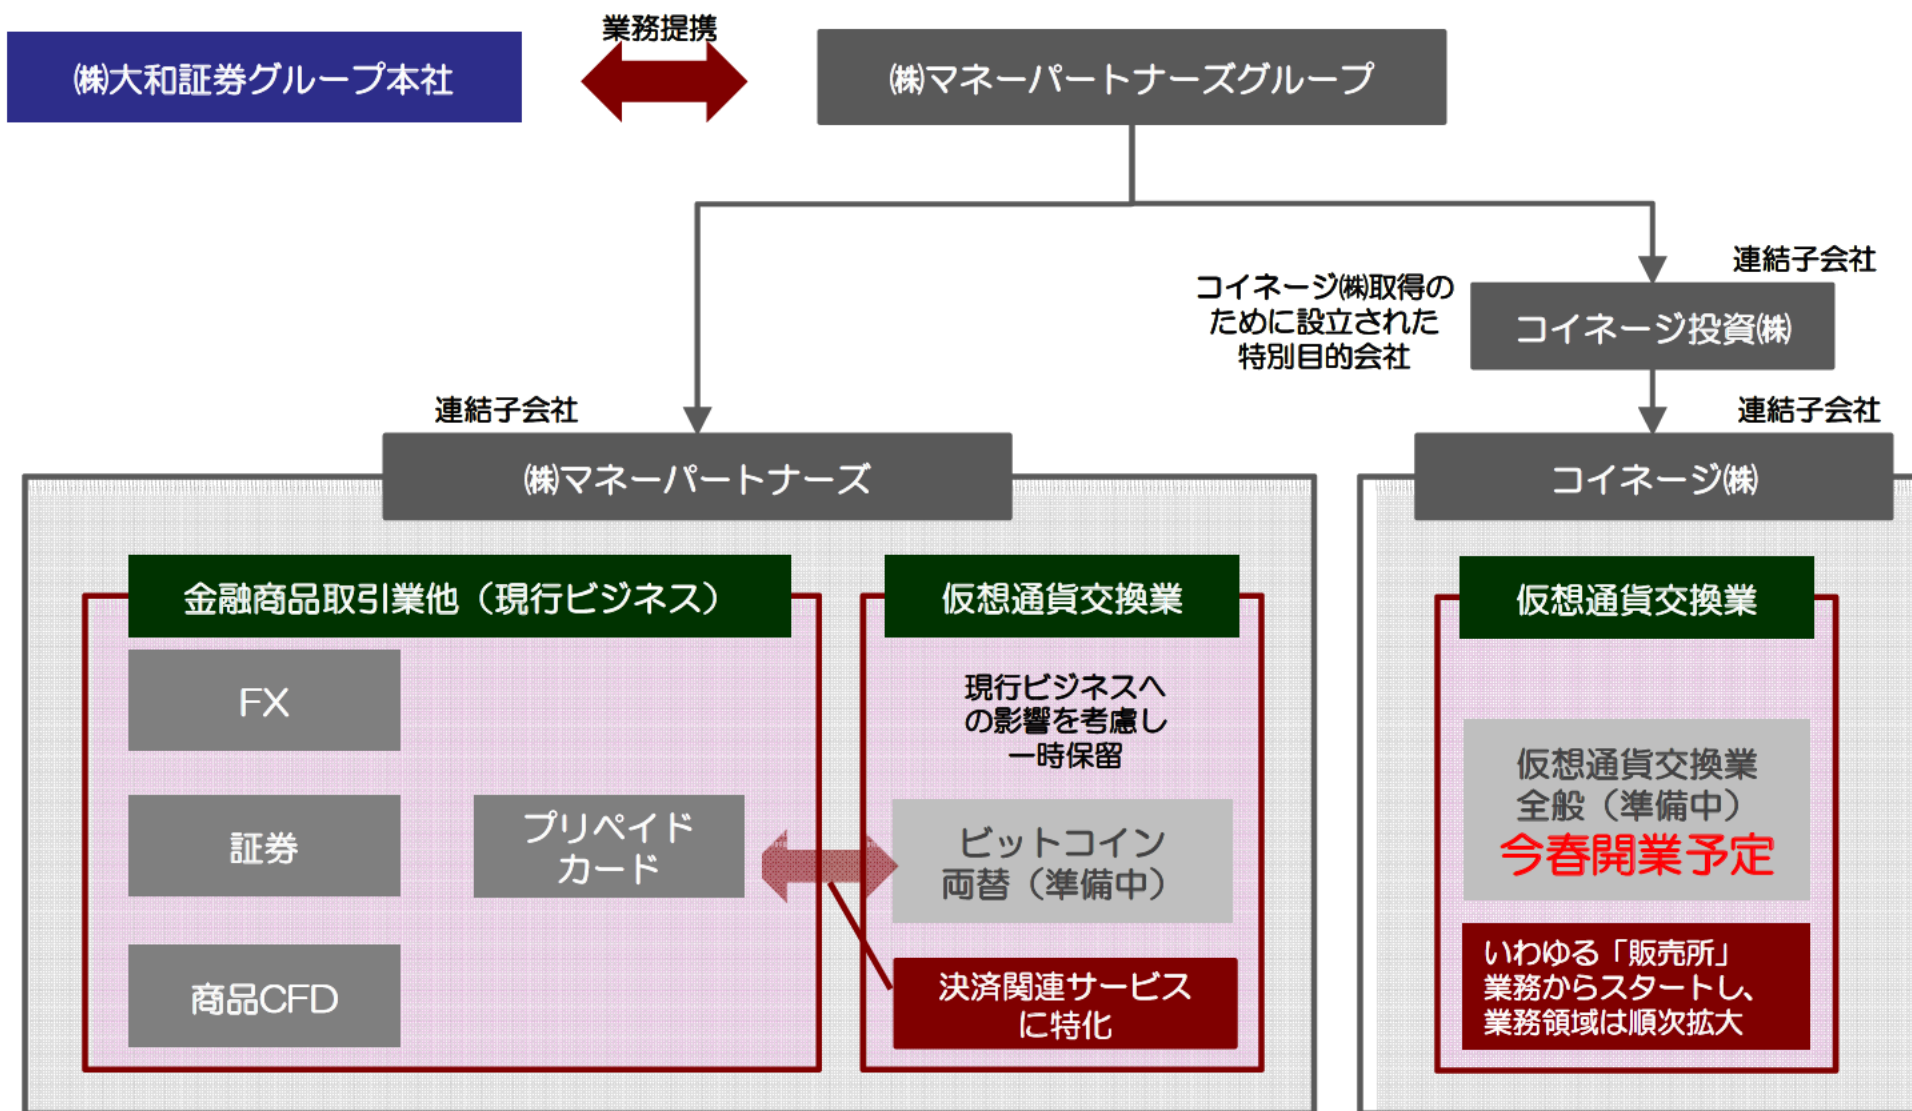 業務提携
㈱大和証券グループ本社
㈱マネーパートナーズグループ
連結子会社
コイネージ㈱取得の
ために設立された
特別目的会社
コイネージ投資㈱
連結子会社
連結子会社
㈱マネーパートナーズ
コイネージ㈱
金融商品取引業他（現行ビジネス）
FX
証券
商品CFD
プリペイド
カード
仮想通貨交換業
現行ビジネスへ
の影響を考慮し
一時保留
ビットコイン
両替（準備中）
決済関連サービス
に特化
仮想通貨交換業
仮想通貨交換業
全般（準備中）
今春開業予定
いわゆる「販売所」
業務からスタートし、
業務領域は順次拡大